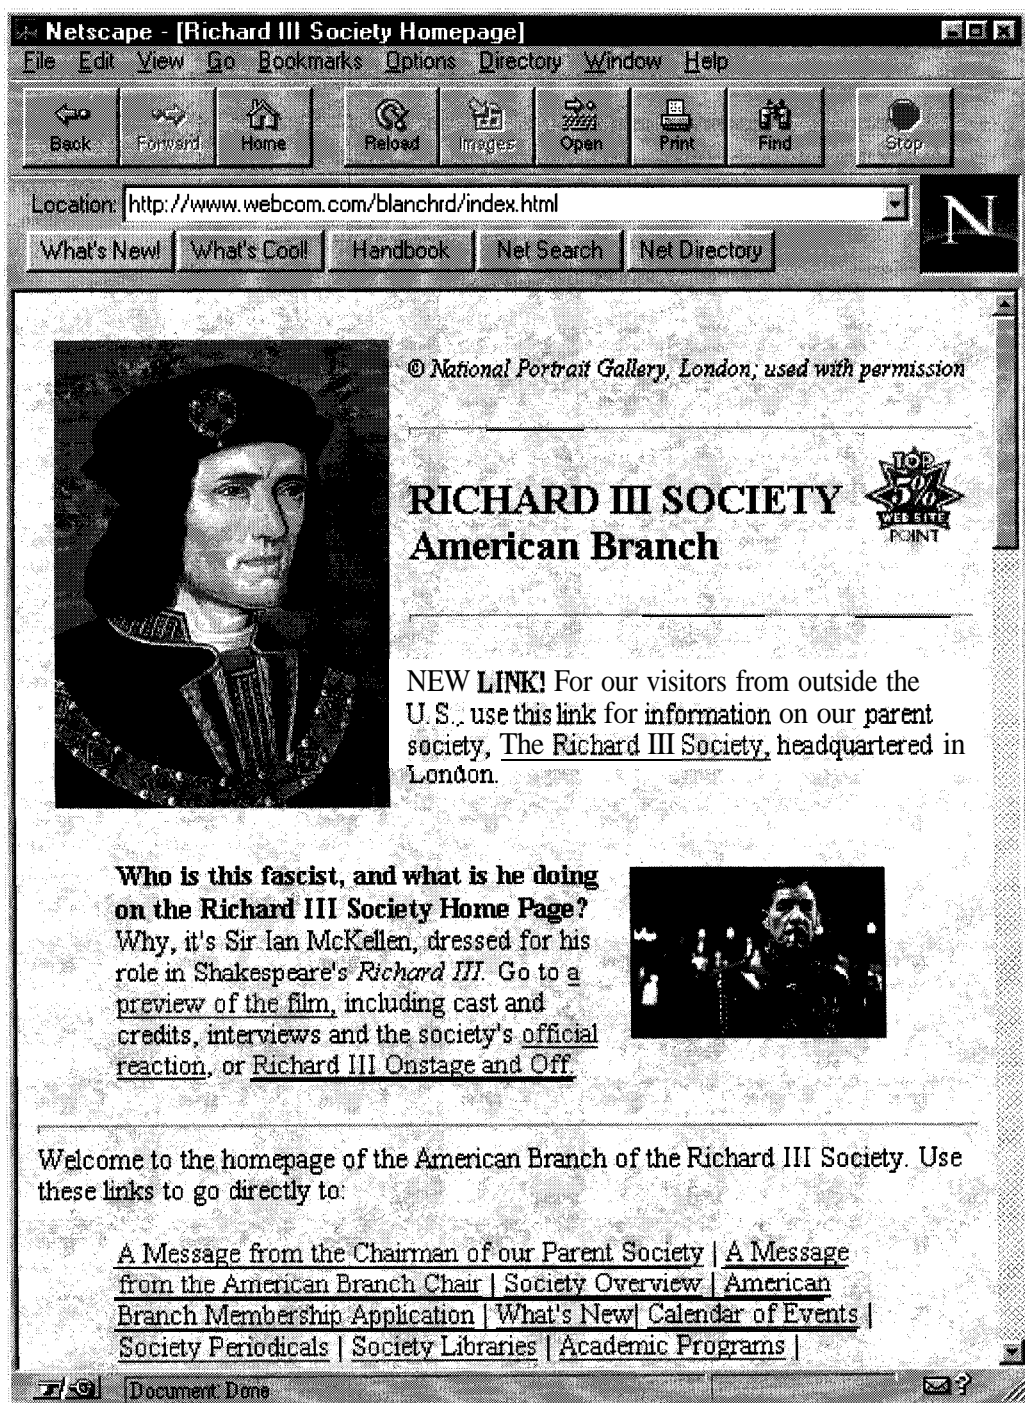 Netscape - [Richard III Society Homepage]
File Edit View Go Bookmarks Options Directory Window Help
Back Forward Home Reload Images Open Print Find Stop
Location: http://www.webcom.com/blanchrd/index.html
N
What's New! What's Cool! Handbook Net Search Net Directory
© National Portrait Gallery, London; used with permission
TOP
5%
WEB SITE
POINT
RICHARD III SOCIETY
American Branch
NEW LINK! For our visitors from outside the
U.S., use this link for information on our parent
society, The Richard III Society, headquartered in
London.
Who is this fascist, and what is he doing
on the Richard III Society Home Page?
Why, it's Sir Ian McKellen, dressed for his
role in Shakespeare's Richard III. Go to a
preview of the film, including cast and
credits, interviews and the society's official
reaction, or Richard III Onstage and Off.
Welcome to the homepage of the American Branch of the Richard III Society. Use
these links to go directly to:
A Message from the Chairman of our Parent Society | A Message
from the American Branch Chair | Society Overview | American
Branch Membership Application | What's New| Calendar of Events |
Society Periodicals | Society Libraries | Academic Programs |
Document: Done